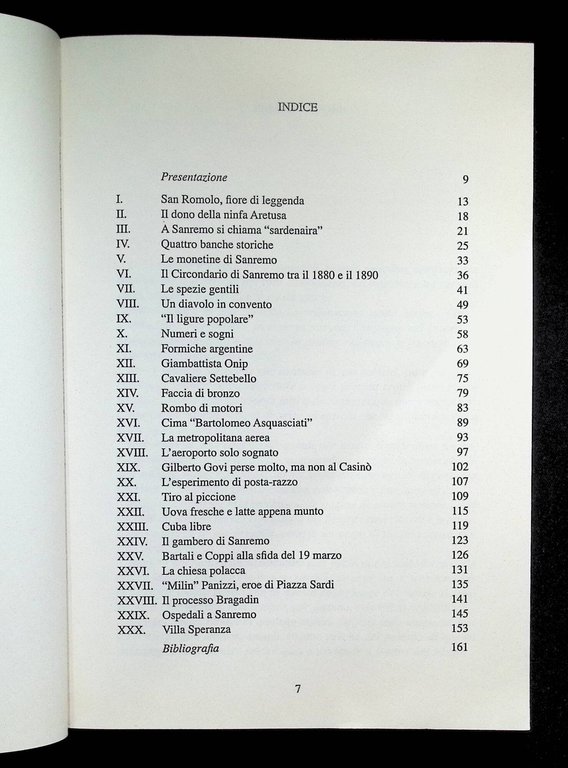 INDICE
Presentazione 9
I. San Romolo, fiore di leggenda 13
II. Il dono della ninfa Aretusa 18
III. A Sanremo si chiama “sardenaira” 21
IV. Quattro banche storiche 25
V. Le monetine di Sanremo 33
VI. Il Circondario di Sanremo tra il 1880 e il 1890 36
VII. Le spezie gentili 41
VIII. Un diavolo in convento 49
IX. “Il ligure popolare” 53
X. Numeri e sogni 58
XI. Formiche argentine 63
XII. Giambattista Onip 69
XIII. Cavaliere Settebello 75
XIV. Faccia di bronzo 79
XV. Rombo di motori 83
XVI. Cima “Bartolomeo Asquasciati” 89
XVII. La metropolitana aerea 93
XVIII. L’aeroporto solo sognato 97
XIX. Gilberto Govi perse molto, ma non al Casinò 102
XX. L’esperimento di posta-razzo 107
XXI. Tiro al piccione 109
XXII. Uova fresche e latte appena munto 115
XXIII. Cuba libre 119
XXIV. Il gambero di Sanremo 123
XXV. Bartali e Coppi alla sfida del 19 marzo 126
XXVI. La chiesa polacca 131
XXVII. “Milin” Panizzi, eroe di Piazza Sardi 135
XXVIII. Il processo Bragadin 141
XXIX. Ospedali a Sanremo 145
XXX. Villa Speranza 153
Bibliografia 161
7